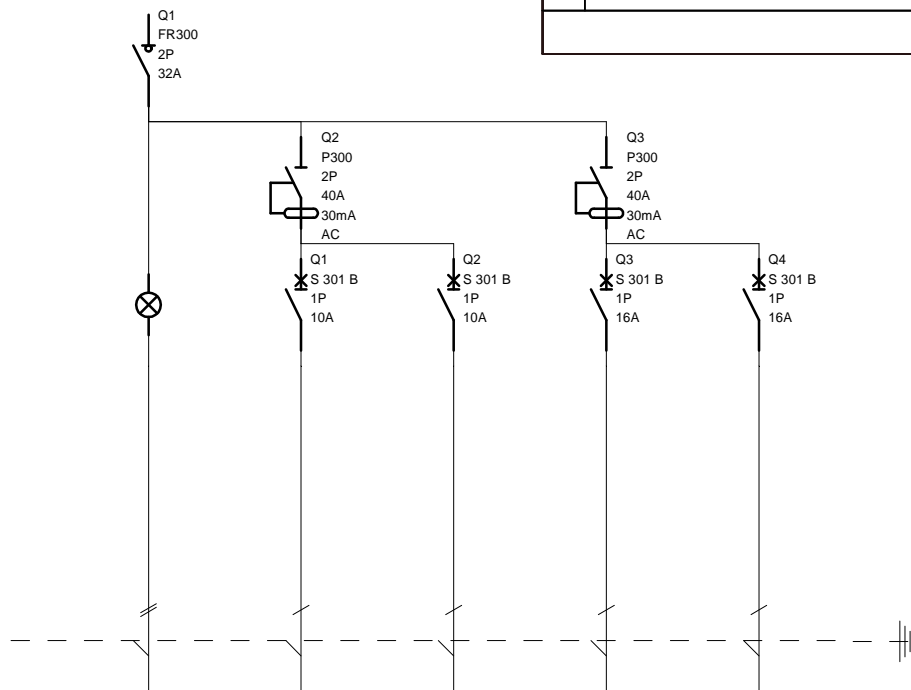 Q1
FR300
2P
32A
Q2
P300
2P
40A
30mA
AC
Q3
P300
2P
40A
30mA
AC
Q1
S 301 B
1P
10A
Q2
S 301 B
1P
10A
Q3
S 301 B
1P
16A
Q4
S 301 B
1P
16A